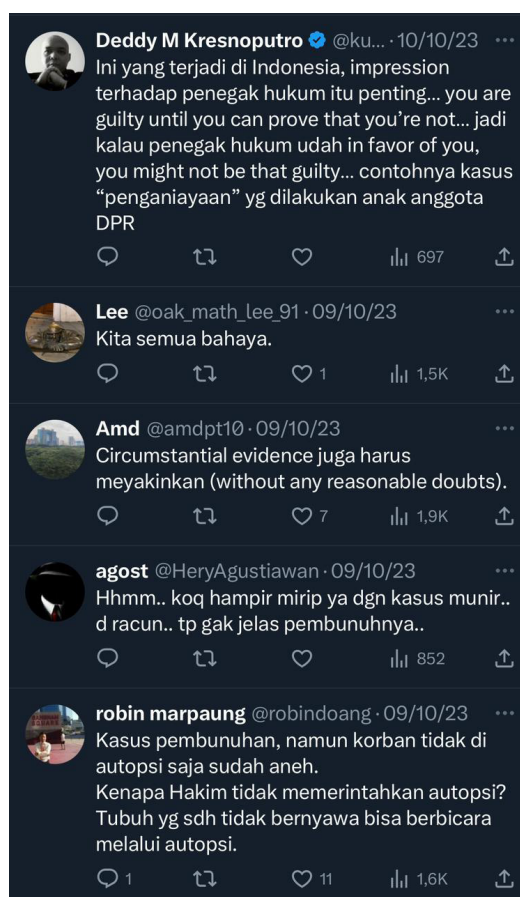 Deddy M Kresnoputro @ku... · 10/10/23
Ini yang terjadi di Indonesia, impression
terhadap penegak hukum itu penting... you are
guilty until you can prove that you're not... jadi
kalau penegak hukum udah in favor of you,
you might not be that guilty... contohnya kasus
“penganiayaan” yg dilakukan anak anggota
DPR
697
Lee @oak_math_lee_91 · 09/10/23
Kita semua bahaya.
1 1,5K
Amd @amdpt10 · 09/10/23
Circumstantial evidence juga harus
meyakinkan (without any reasonable doubts).
7 1,9K
agost @HeryAgustiawan · 09/10/23
Hhmm.. koq hampir mirip ya dgn kasus munir..
d racun.. tp gak jelas pembunuhnya..
852
robin marpaung @robindoang · 09/10/23
Kasus pembunuhan, namun korban tidak di
autopsi saja sudah aneh.
Kenapa Hakim tidak memerintahkan autopsi?
Tubuh yg sdh tidak bernyawa bisa berbicara
melalui autopsi.
1 11 1,6K